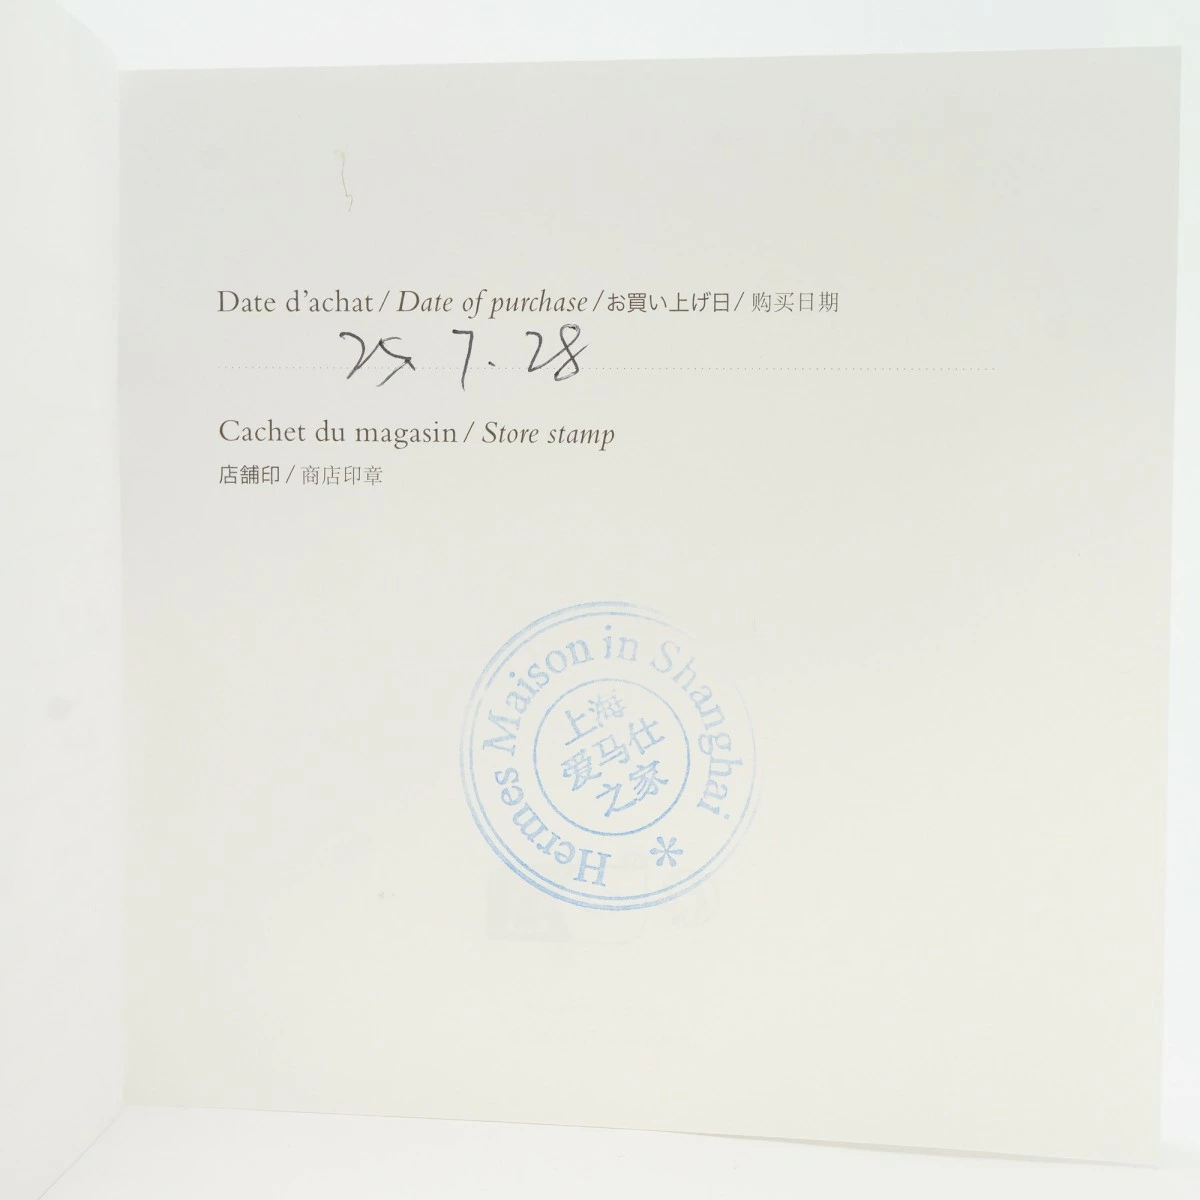 Date d'achat / Date of purchase / お買い上げ日 / 购买日期
25. 7. 28
Cachet du magasin / Store stamp
店舗印 / 商店印章
Hermes Maison in Shanghai *
上海
爱马仕
之家